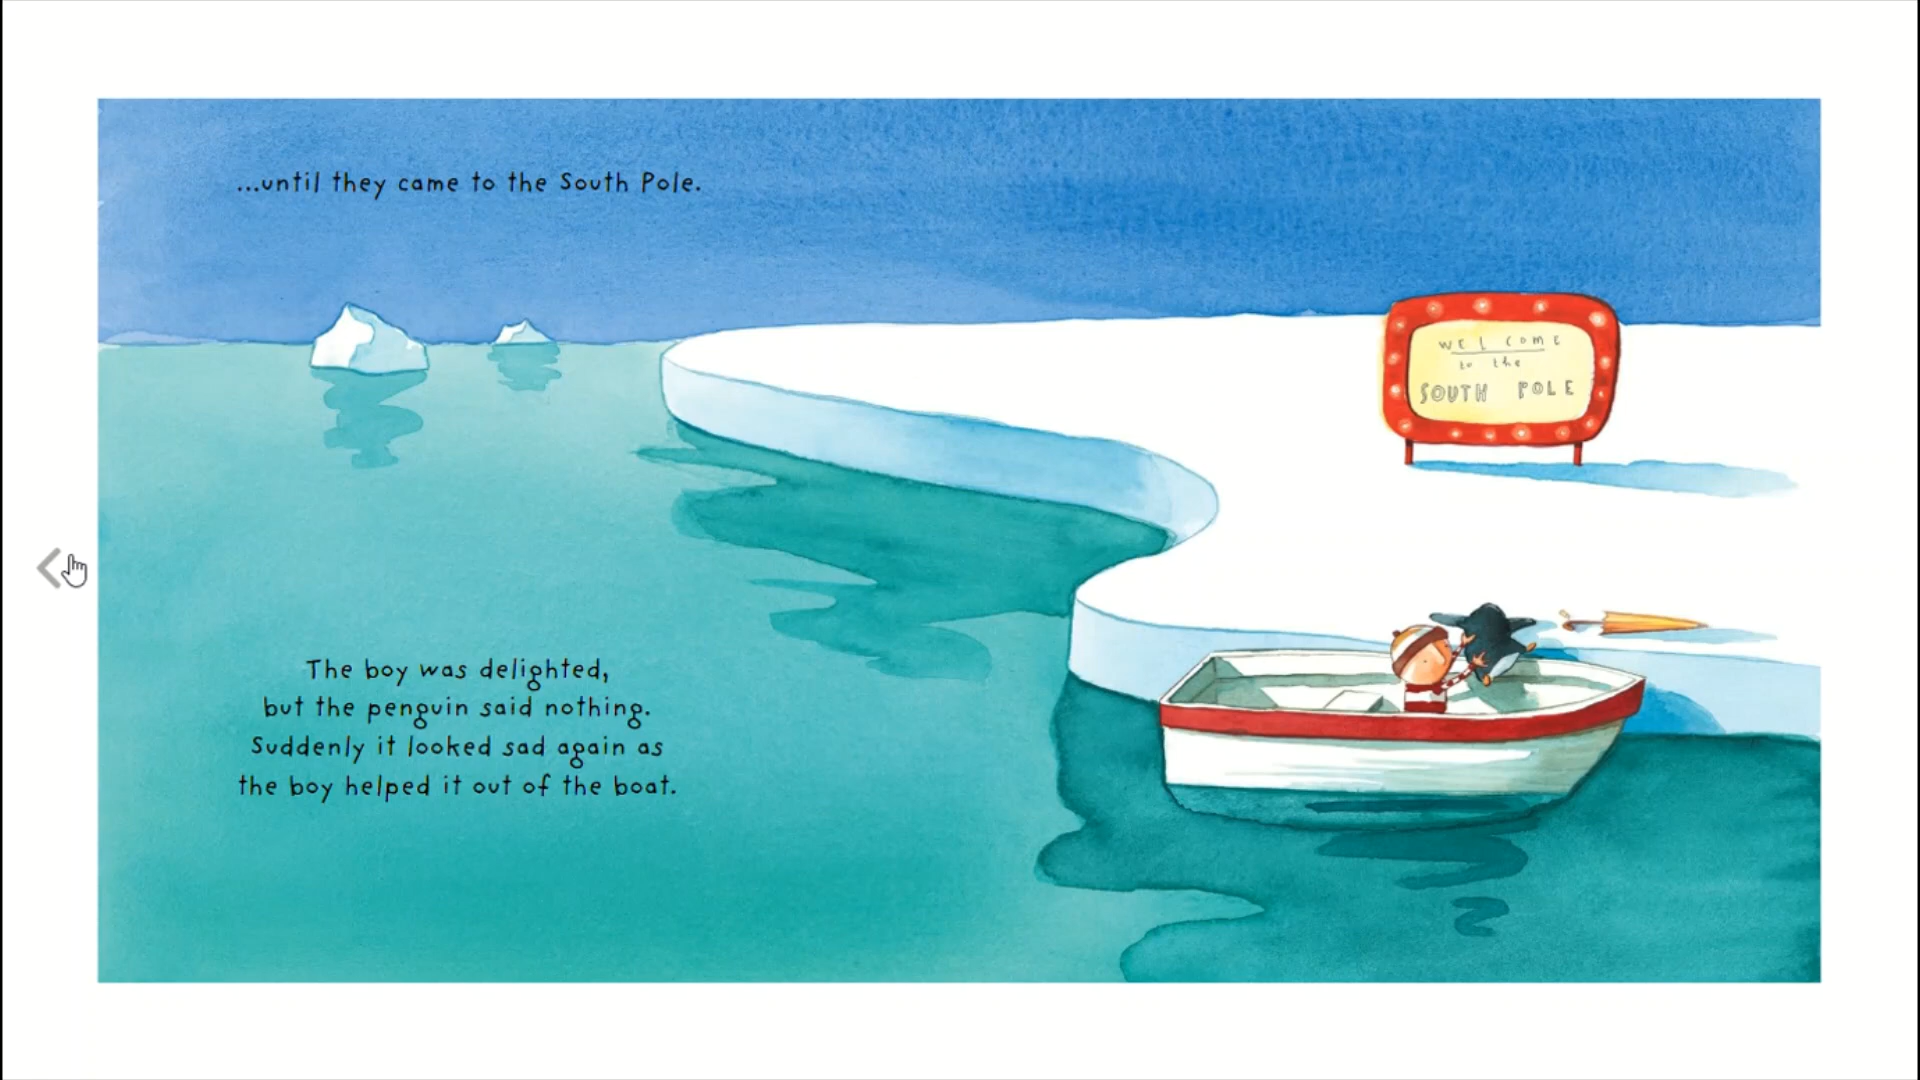 ...until they came to the South Pole.
WELCOME
to the
SOUTH POLE
The boy was delighted,
but the penguin said nothing.
Suddenly it looked sad again as
the boy helped it out of the boat.